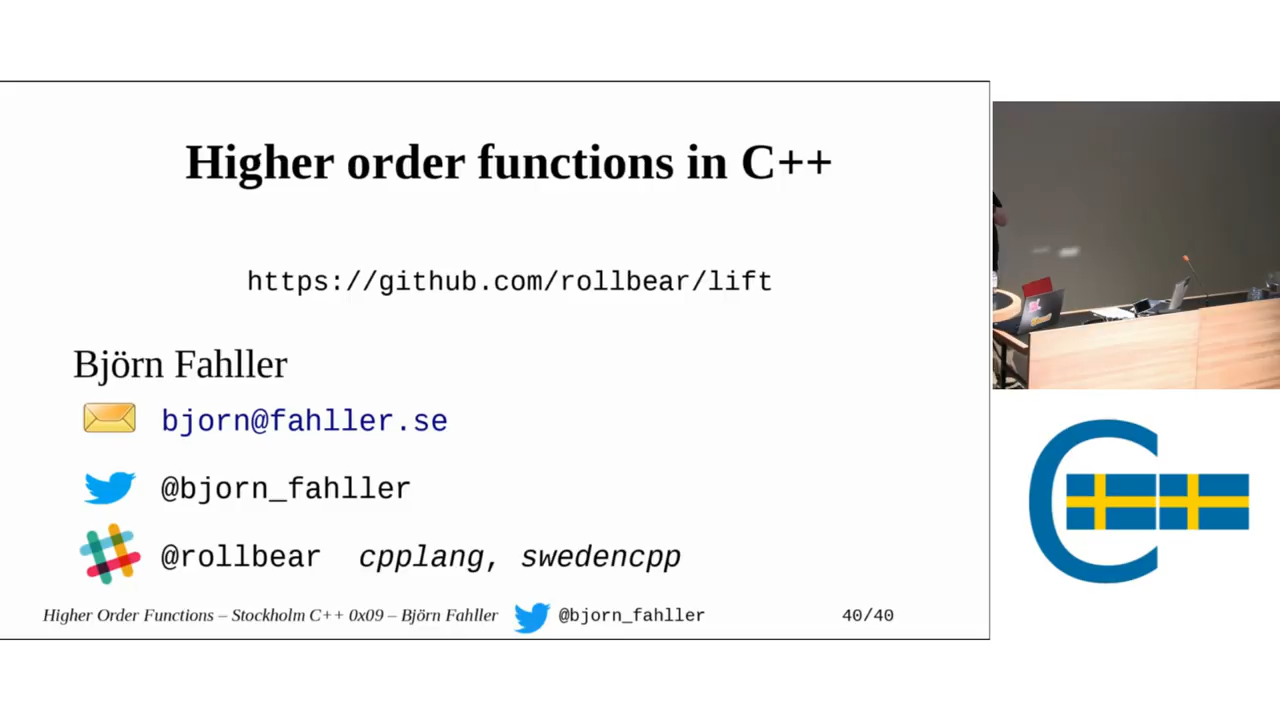 Higher order functions in C++
https://github.com/rollbear/lift
Björn Fahller
bjorn@fahller.se
@bjorn_fahller
@rollbear cpplang, swedencpp
Higher Order Functions – Stockholm C++ 0x09 – Björn Fahller @bjorn_fahller 40/40
C++